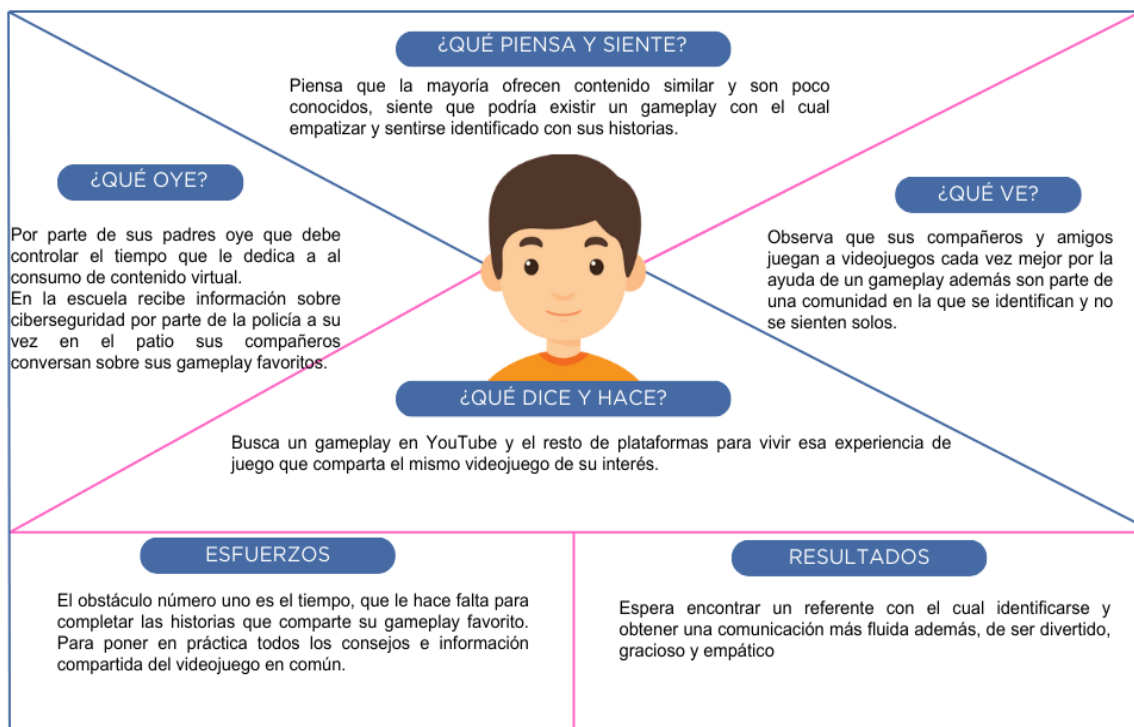 ¿QUÉ PIENSA Y SIENTE?
Piensa que la mayoría ofrecen contenido similar y son poco
conocidos, siente que podría existir un gameplay con el cual
empatizar y sentirse identificado con sus historias.
¿QUÉ OYE?
Por parte de sus padres oye que debe
controlar el tiempo que le dedica a al
consumo de contenido virtual.
En la escuela recibe información sobre
ciberseguridad por parte de la policía a su
vez en el patio sus compañeros
conversan sobre sus gameplay favoritos.
¿QUÉ VE?
Observa que sus compañeros y amigos
juegan a videojuegos cada vez mejor por la
ayuda de un gameplay además son parte de
una comunidad en la que se identifican y no
se sienten solos.
¿QUÉ DICE Y HACE?
Busca un gameplay en YouTube y el resto de plataformas para vivir esa experiencia de
juego que comparta el mismo videojuego de su interés.
ESFUERZOS
El obstáculo número uno es el tiempo, que le hace falta para
completar las historias que comparte su gameplay favorito.
Para poner en práctica todos los consejos e información
compartida del videojuego en común.
RESULTADOS
Espera encontrar un referente con el cual identificarse y
obtener una comunicación más fluida además, de ser divertido,
gracioso y empático